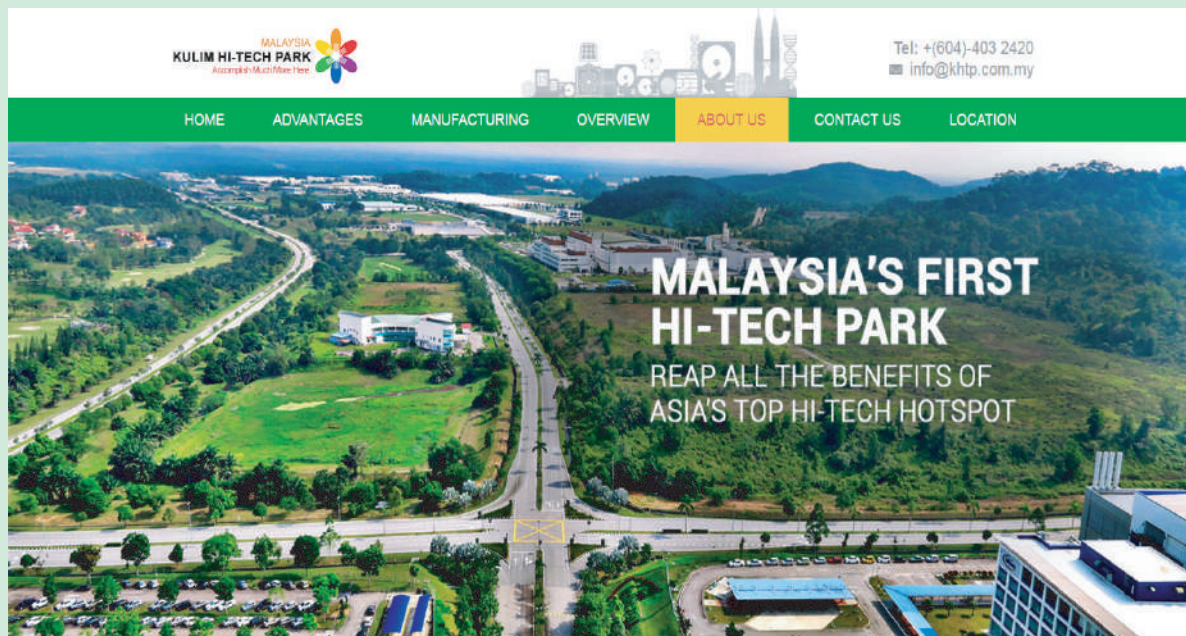 MALAYSIA
KULIM HI-TECH PARK
Accomplish Much More Here
Tel: +(604)-403 2420
info@khtp.com.my
HOME ADVANTAGES MANUFACTURING OVERVIEW ABOUT US CONTACT US LOCATION
MALAYSIA'S FIRST
HI-TECH PARK
REAP ALL THE BENEFITS OF
ASIA'S TOP HI-TECH HOTSPOT